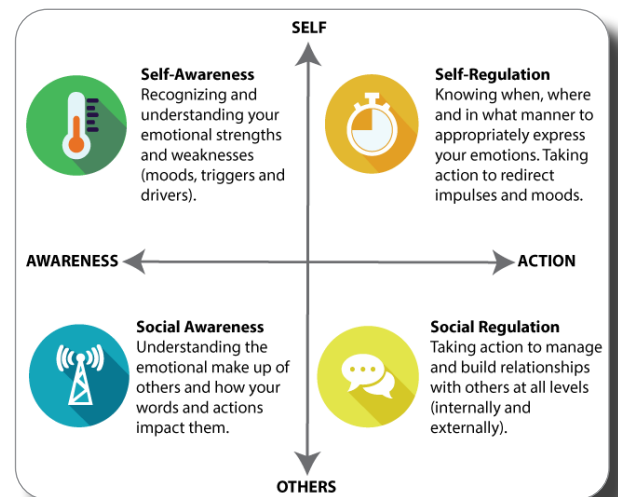 SELF
Self-Awareness
Recognizing and
understanding your
emotional strengths
and weaknesses
(moods, triggers and
drivers).
Self-Regulation
Knowing when, where
and in what manner to
appropriately express
your emotions. Taking
action to redirect
impulses and moods.
AWARENESS
ACTION
Social Awareness
Understanding the
emotional make up of
others and how your
words and actions
impact them.
Social Regulation
Taking action to manage
and build relationships
with others at all levels
(internally and
externally).
OTHERS